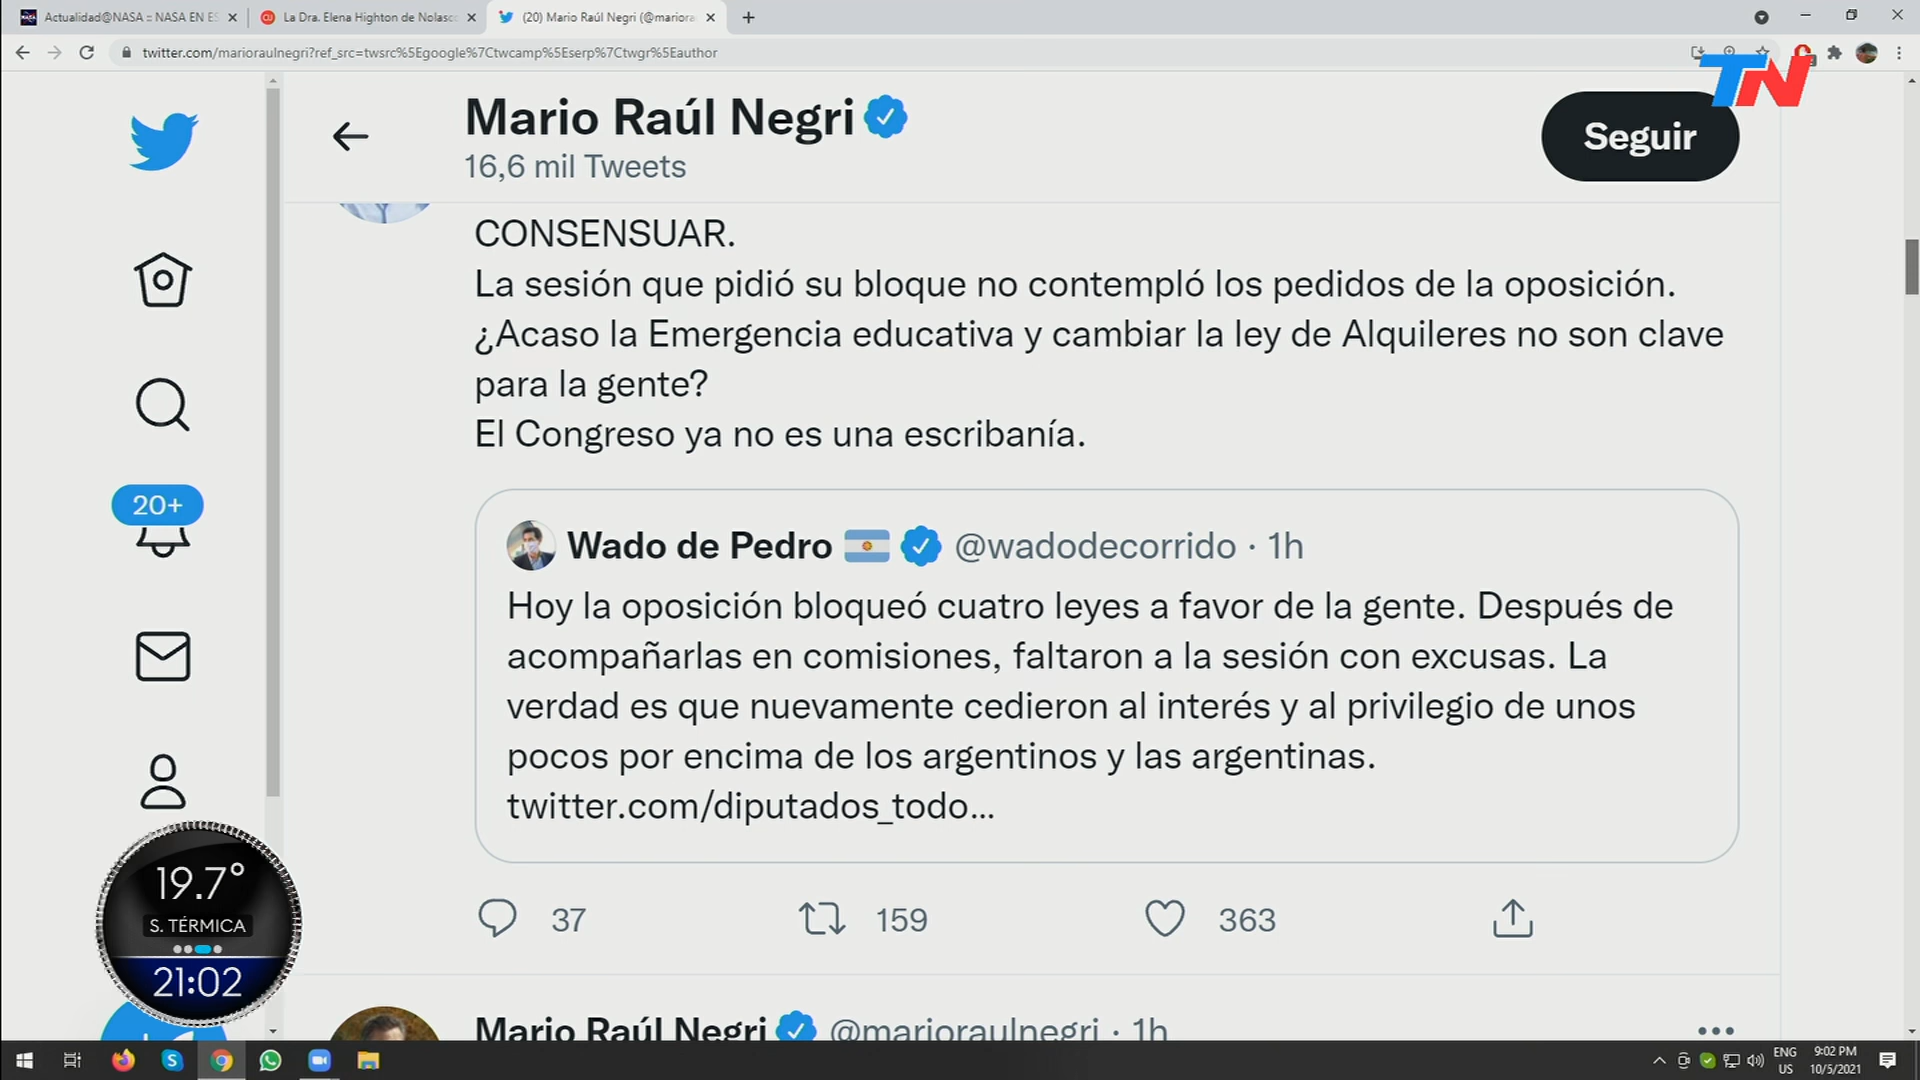 Actualidad@NASA :: NASA EN ES
La Dra. Elena Highton de Nolasc
(20) Mario Raúl Negri (@mariora
twitter.com/marioraulnegri?ref_src=twsrc%5Egoogle%7Ctwcamp%5Eserp%7Ctwgr%5Eauthor
TN
Mario Raúl Negri
16,6 mil Tweets
Seguir
CONSENSUAR.
La sesión que pidió su bloque no contempló los pedidos de la oposición.
¿Acaso la Emergencia educativa y cambiar la ley de Alquileres no son clave
para la gente?
El Congreso ya no es una escribanía.
20+
Wado de Pedro @wadodecorrido · 1h
Hoy la oposición bloqueó cuatro leyes a favor de la gente. Después de
acompañarlas en comisiones, faltaron a la sesión con excusas. La
verdad es que nuevamente cedieron al interés y al privilegio de unos
pocos por encima de los argentinos y las argentinas.
twitter.com/diputados_todo...
37 159 363
19.7°
S. TÉRMICA
21:02
Mario Raúl Negri @marioraulnegri · 1h
ENG
US
9:02 PM
10/5/2021